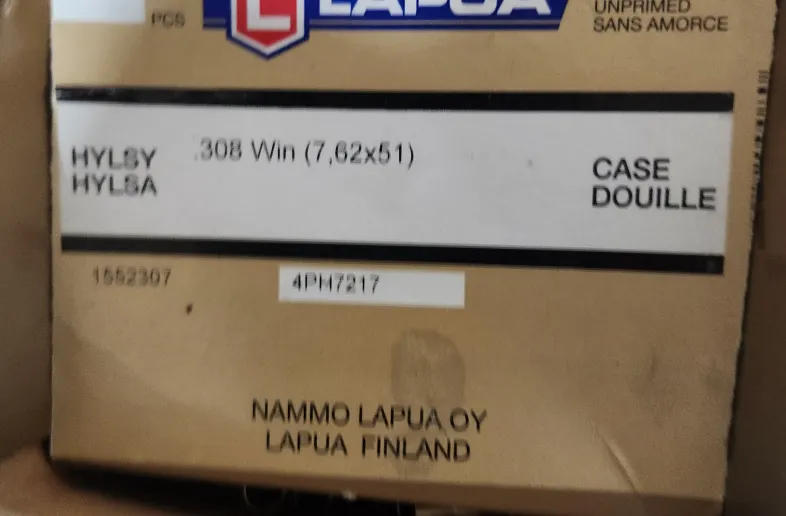 PCS
LAPUA
UNPRIMED
SANS AMORCE
HYLSY
HYLSA
.308 Win (7,62x51)
CASE
DOUILLE
1552307
4PH7217
NAMMO LAPUA OY
LAPUA FINLAND